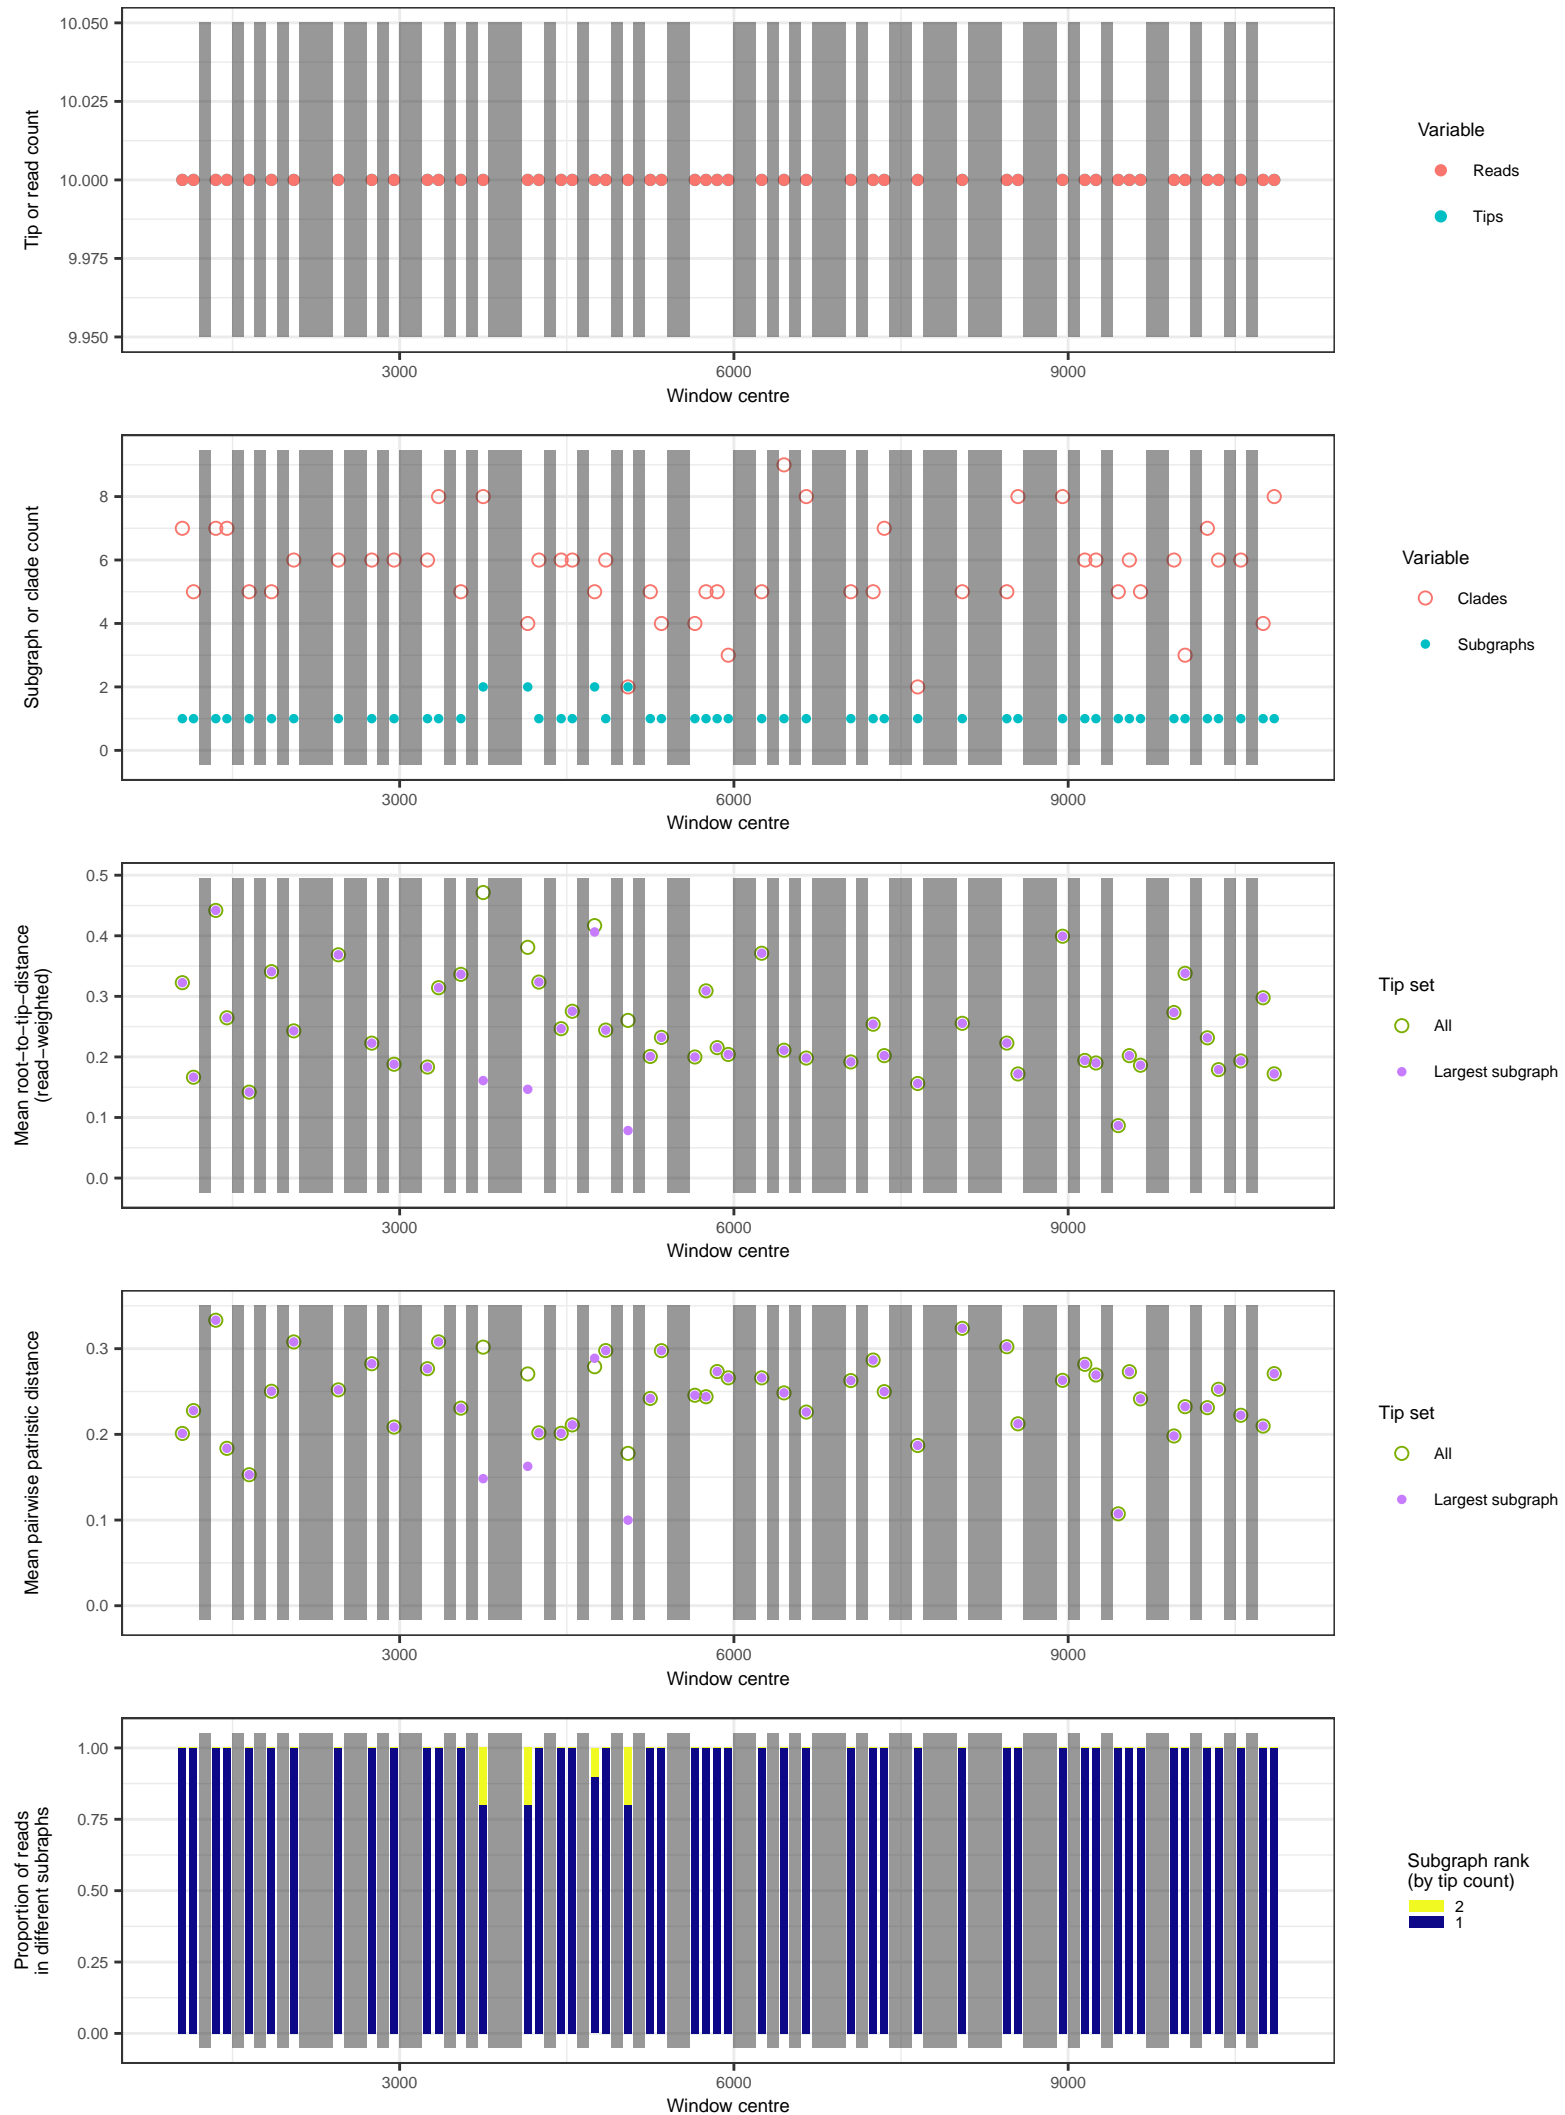 10.050
10.025
10.000
9.975
9.950
Tip or read count
3000 6000 9000
Window centre
Variable
Reads
Tips
8
6
4
2
0
Subgraph or clade count
3000 6000 9000
Window centre
Variable
Clades
Subgraphs
0.5
0.4
0.3
0.2
0.1
0.0
Mean root−to−tip−distance
(read−weighted)
3000 6000 9000
Window centre
Tip set
All
Largest subgraph
0.3
0.2
0.1
0.0
Mean pairwise patristic distance
3000 6000 9000
Window centre
Tip set
All
Largest subgraph
1.00
0.75
0.50
0.25
0.00
Proportion of reads
in different subraphs
3000 6000 9000
Window centre
Subgraph rank
(by tip count)
2
1